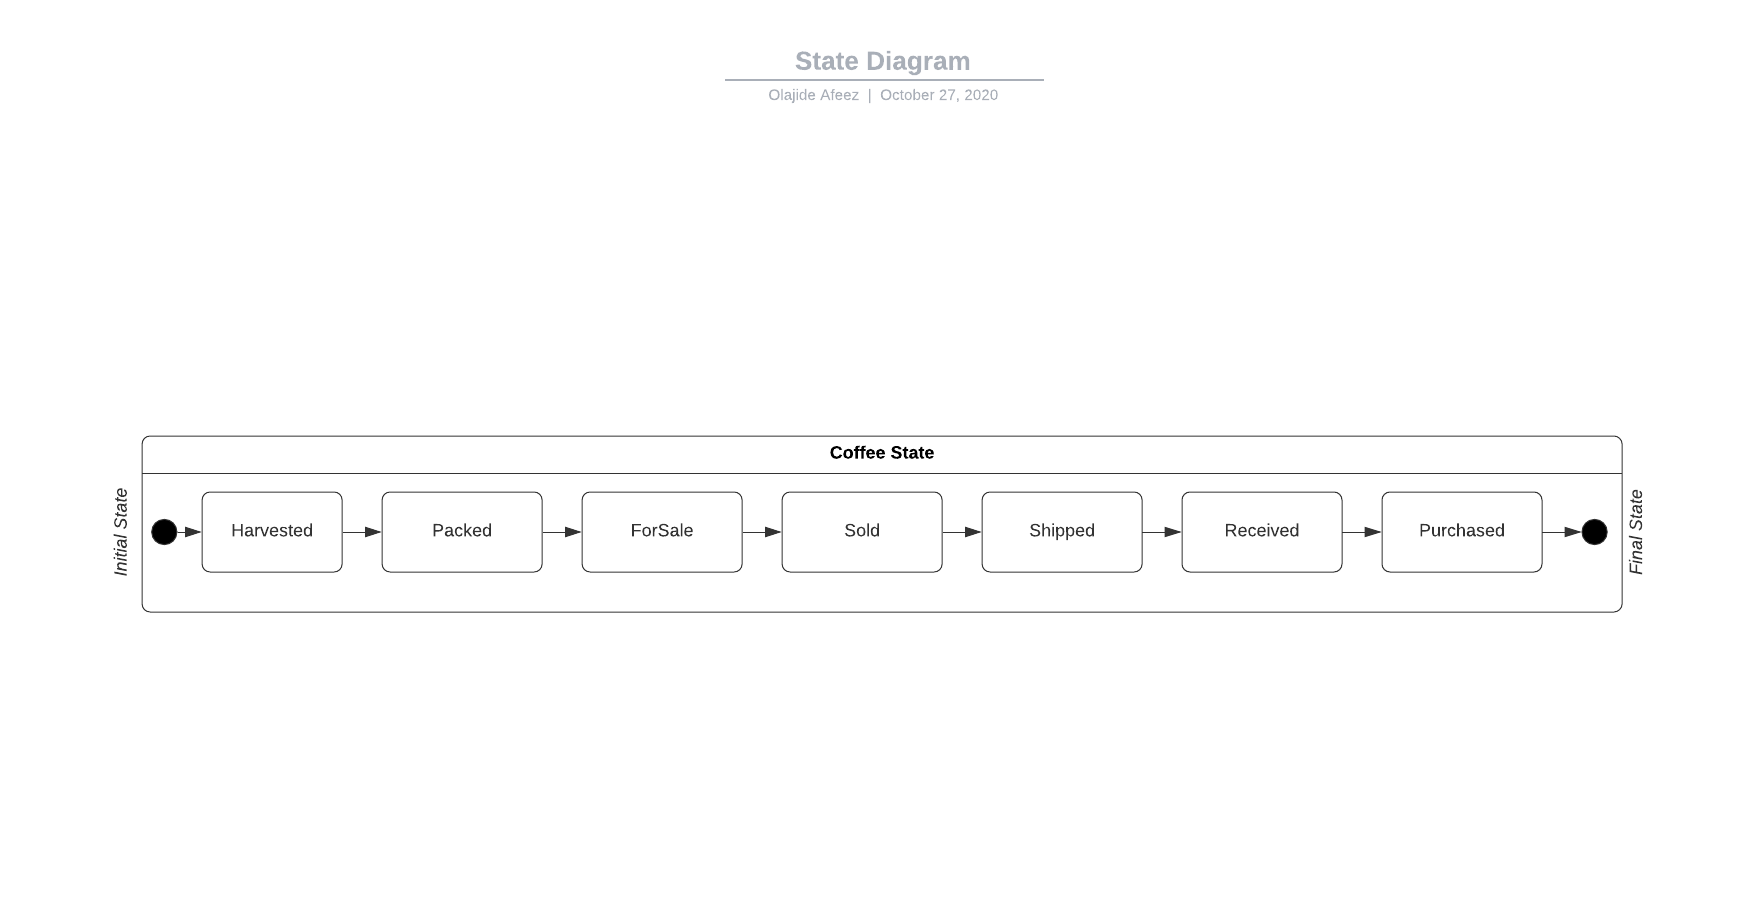 State Diagram
Olajide Afeez | October 27, 2020
Coffee State
Initial State
Harvested
Packed
ForSale
Sold
Shipped
Received
Purchased
Final State